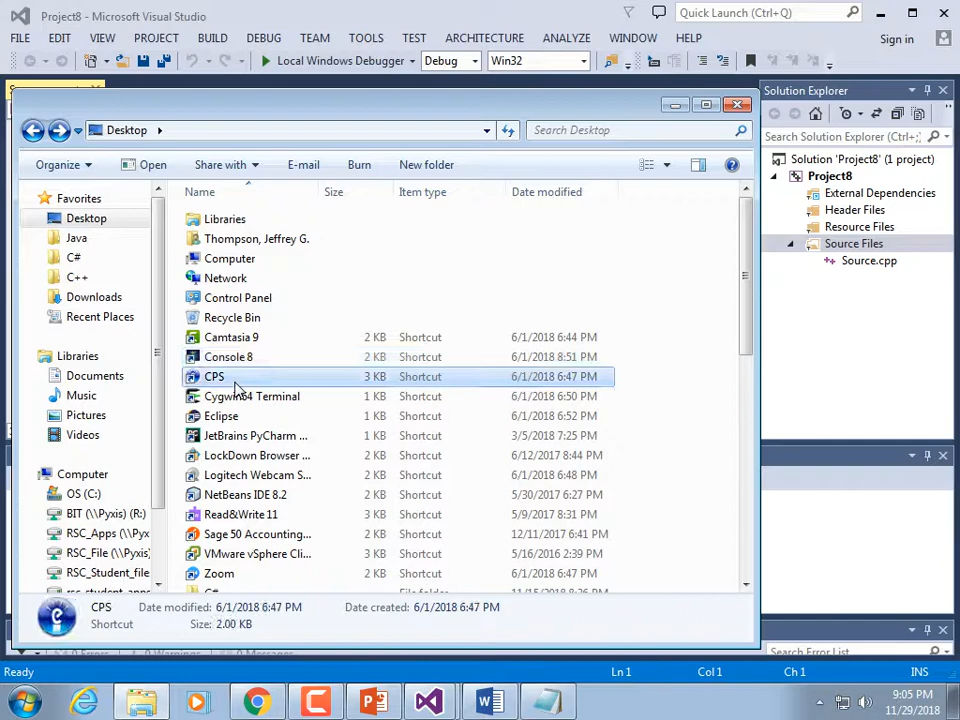 Project8 - Microsoft Visual Studio
Quick Launch (Ctrl+Q)
FILE EDIT VIEW PROJECT BUILD DEBUG TEAM TOOLS TEST ARCHITECTURE ANALYZE WINDOW HELP
Sign in
Local Windows Debugger Debug Win32
Solution Explorer
Desktop
Search Desktop
Search Solution Explorer (Ctrl+;)
Organize Open Share with E-mail Burn New folder
Solution 'Project8' (1 project)
Project8
External Dependencies
Header Files
Resource Files
Source Files
Source.cpp
Favorites
Desktop
Java
C#
C++
Downloads
Recent Places
Libraries
Documents
Music
Pictures
Videos
Computer
OS (C:)
BIT (\\Pyxis) (R:)
RSC_Apps (\\Pyx
RSC_File (\\Pyxis)
RSC_Student_file
Name Size Item type Date modified
Libraries
Thompson, Jeffrey G.
Computer
Network
Control Panel
Recycle Bin
Camtasia 9 2 KB Shortcut 6/1/2018 6:44 PM
Console 8 2 KB Shortcut 6/1/2018 8:51 PM
CPS 3 KB Shortcut 6/1/2018 6:47 PM
Cygwin64 Terminal 1 KB Shortcut 6/1/2018 6:50 PM
Eclipse 1 KB Shortcut 6/1/2018 6:52 PM
JetBrains PyCharm ... 1 KB Shortcut 3/5/2018 7:25 PM
LockDown Browser ... 2 KB Shortcut 6/12/2017 8:44 PM
Logitech Webcam S... 2 KB Shortcut 6/1/2018 6:48 PM
NetBeans IDE 8.2 2 KB Shortcut 5/30/2017 6:27 PM
Read&Write 11 3 KB Shortcut 5/9/2017 8:31 PM
Sage 50 Accounting... 2 KB Shortcut 12/11/2017 6:41 PM
VMware vSphere Cli... 3 KB Shortcut 5/16/2016 2:39 PM
Zoom 2 KB Shortcut 6/1/2018 6:47 PM
CPS Date modified: 6/1/2018 6:47 PM Date created: 6/1/2018 6:47 PM
Shortcut Size: 2.00 KB
Search Error List
Ready Ln 1 Col 1 Ch 1 INS
9:05 PM
11/29/2018